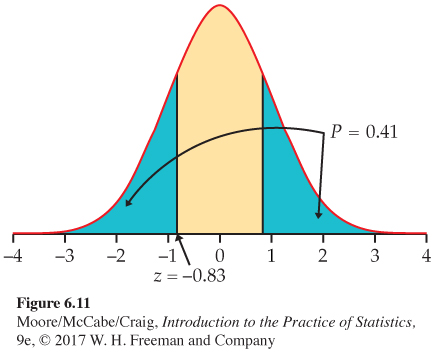 P = 0.41
–4 –3 –2 –1 0 1 2 3 4
z = –0.83
Figure 6.11
Moore/McCabe/Craig, Introduction to the Practice of Statistics,
9e, © 2017 W. H. Freeman and Company